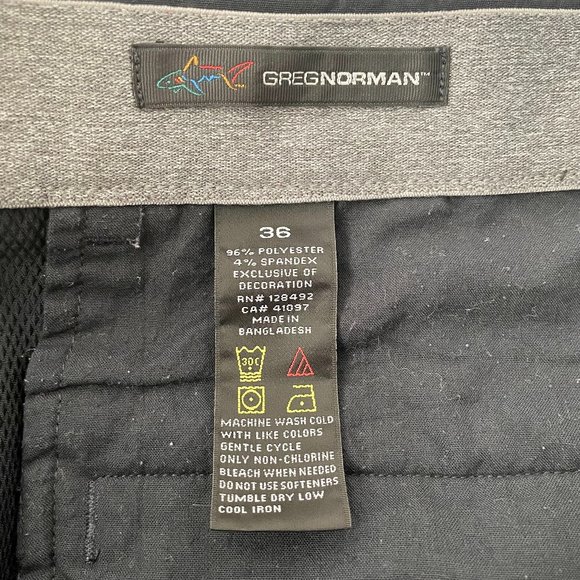 GREGNORMAN™
36
96% POLYESTER
4% SPANDEX
EXCLUSIVE OF
DECORATION
RN# 128492
CA# 41097
MADE IN
BANGLADESH
30C
MACHINE WASH COLD
WITH LIKE COLORS
GENTLE CYCLE
ONLY NON-CHLORINE
BLEACH WHEN NEEDED
DO NOT USE SOFTENERS
TUMBLE DRY LOW
COOL IRON